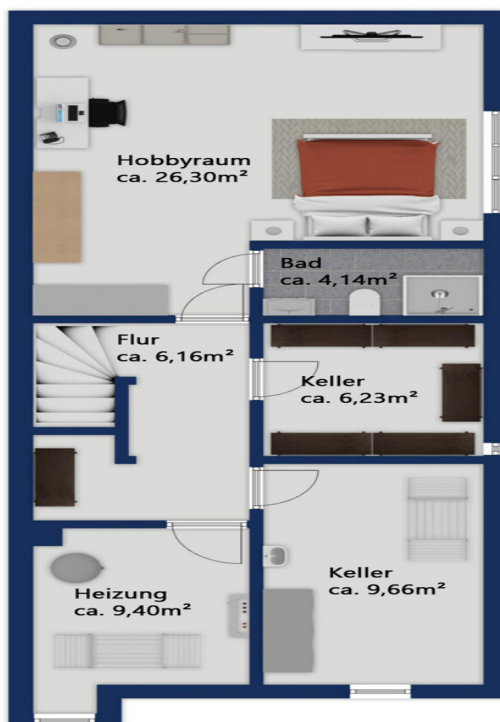 Hobbyraum
ca. 26,30m²
Bad
ca. 4,14m²
Flur
ca. 6,16m²
Keller
ca. 6,23m²
Keller
ca. 9,66m²
Heizung
ca. 9,40m²